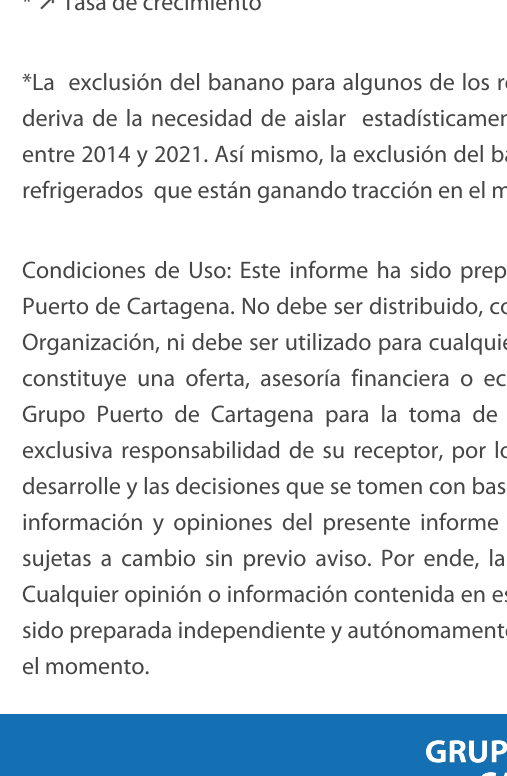 * ↗ Tasa de crecimiento
*La exclusión del banano para algunos de los
deriva de la necesidad de aislar
entre 2014 y 2021. Así mismo, la exclusión del
refrigerados que están ganando tracción en el
Condiciones de Uso: Este informe ha sido
Puerto de Cartagena. No debe ser distribuido,
Organización, ni debe ser utilizado para
constituye una oferta, asesoría financiera o
Grupo Puerto de Cartagena para la toma de
exclusiva responsabilidad de su receptor, por
desarrolle y las decisiones que se tomen con
información y opiniones del presente informe
sujetas a cambio sin previo aviso. Por ende, la
Cualquier opinión o información contenida en
sido preparada independiente y
el momento.
GRUP